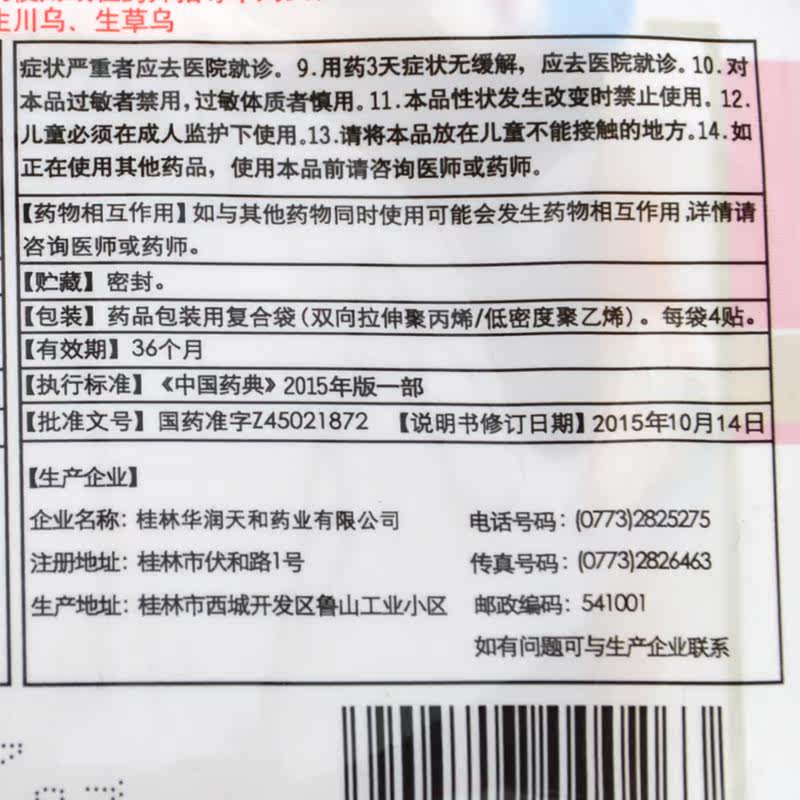 生川乌、生草乌
症状严重者应去医院就诊。9.用药3天症状无缓解，应去医院就诊。10.对
本品过敏者禁用,过敏体质者慎用。11.本品性状发生改变时禁止使用。12.
儿童必须在成人监护下使用。13.请将本品放在儿童不能接触的地方。14.如
正在使用其他药品，使用本品前请咨询医师或药师。
【药物相互作用】如与其他药物同时使用可能会发生药物相互作用,详情请
咨询医师或药师。
【贮藏】密封。
【包装】药品包装用复合袋(双向拉伸聚丙烯/低密度聚乙烯)。每袋4贴。
【有效期】36个月
【执行标准】《中国药典》2015年版一部
【批准文号】国药准字Z45021872 【说明书修订日期】2015年10月14日
【生产企业】
企业名称：桂林华润天和药业有限公司 电话号码：(0773)2825275
注册地址：桂林市伏和路1号 传真号码：(0773)2826463
生产地址：桂林市西城开发区鲁山工业小区 邮政编码：541001
如有问题可与生产企业联系